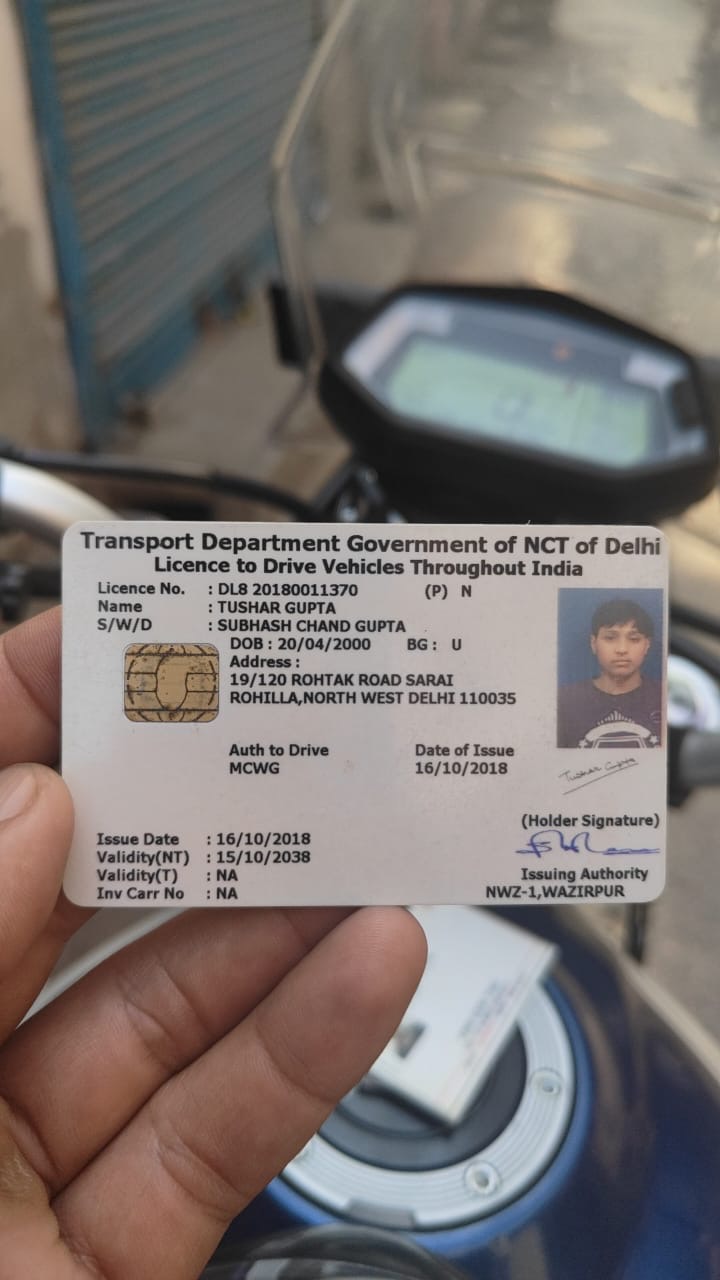 Transport Department Government of NCT of Delhi
Licence to Drive Vehicles Throughout India
Licence No. : DL8 20180011370 (P) N
Name : TUSHAR GUPTA
S/W/D : SUBHASH CHAND GUPTA
DOB : 20/04/2000 BG : U
Address :
19/120 ROHTAK ROAD SARAI
ROHILLA,NORTH WEST DELHI 110035
Auth to Drive Date of Issue
MCWG 16/10/2018
Tushar Gupta
(Holder Signature)
Issue Date : 16/10/2018
Validity(NT) : 15/10/2038
Validity(T) : NA Issuing Authority
Inv Carr No : NA NWZ-1,WAZIRPUR